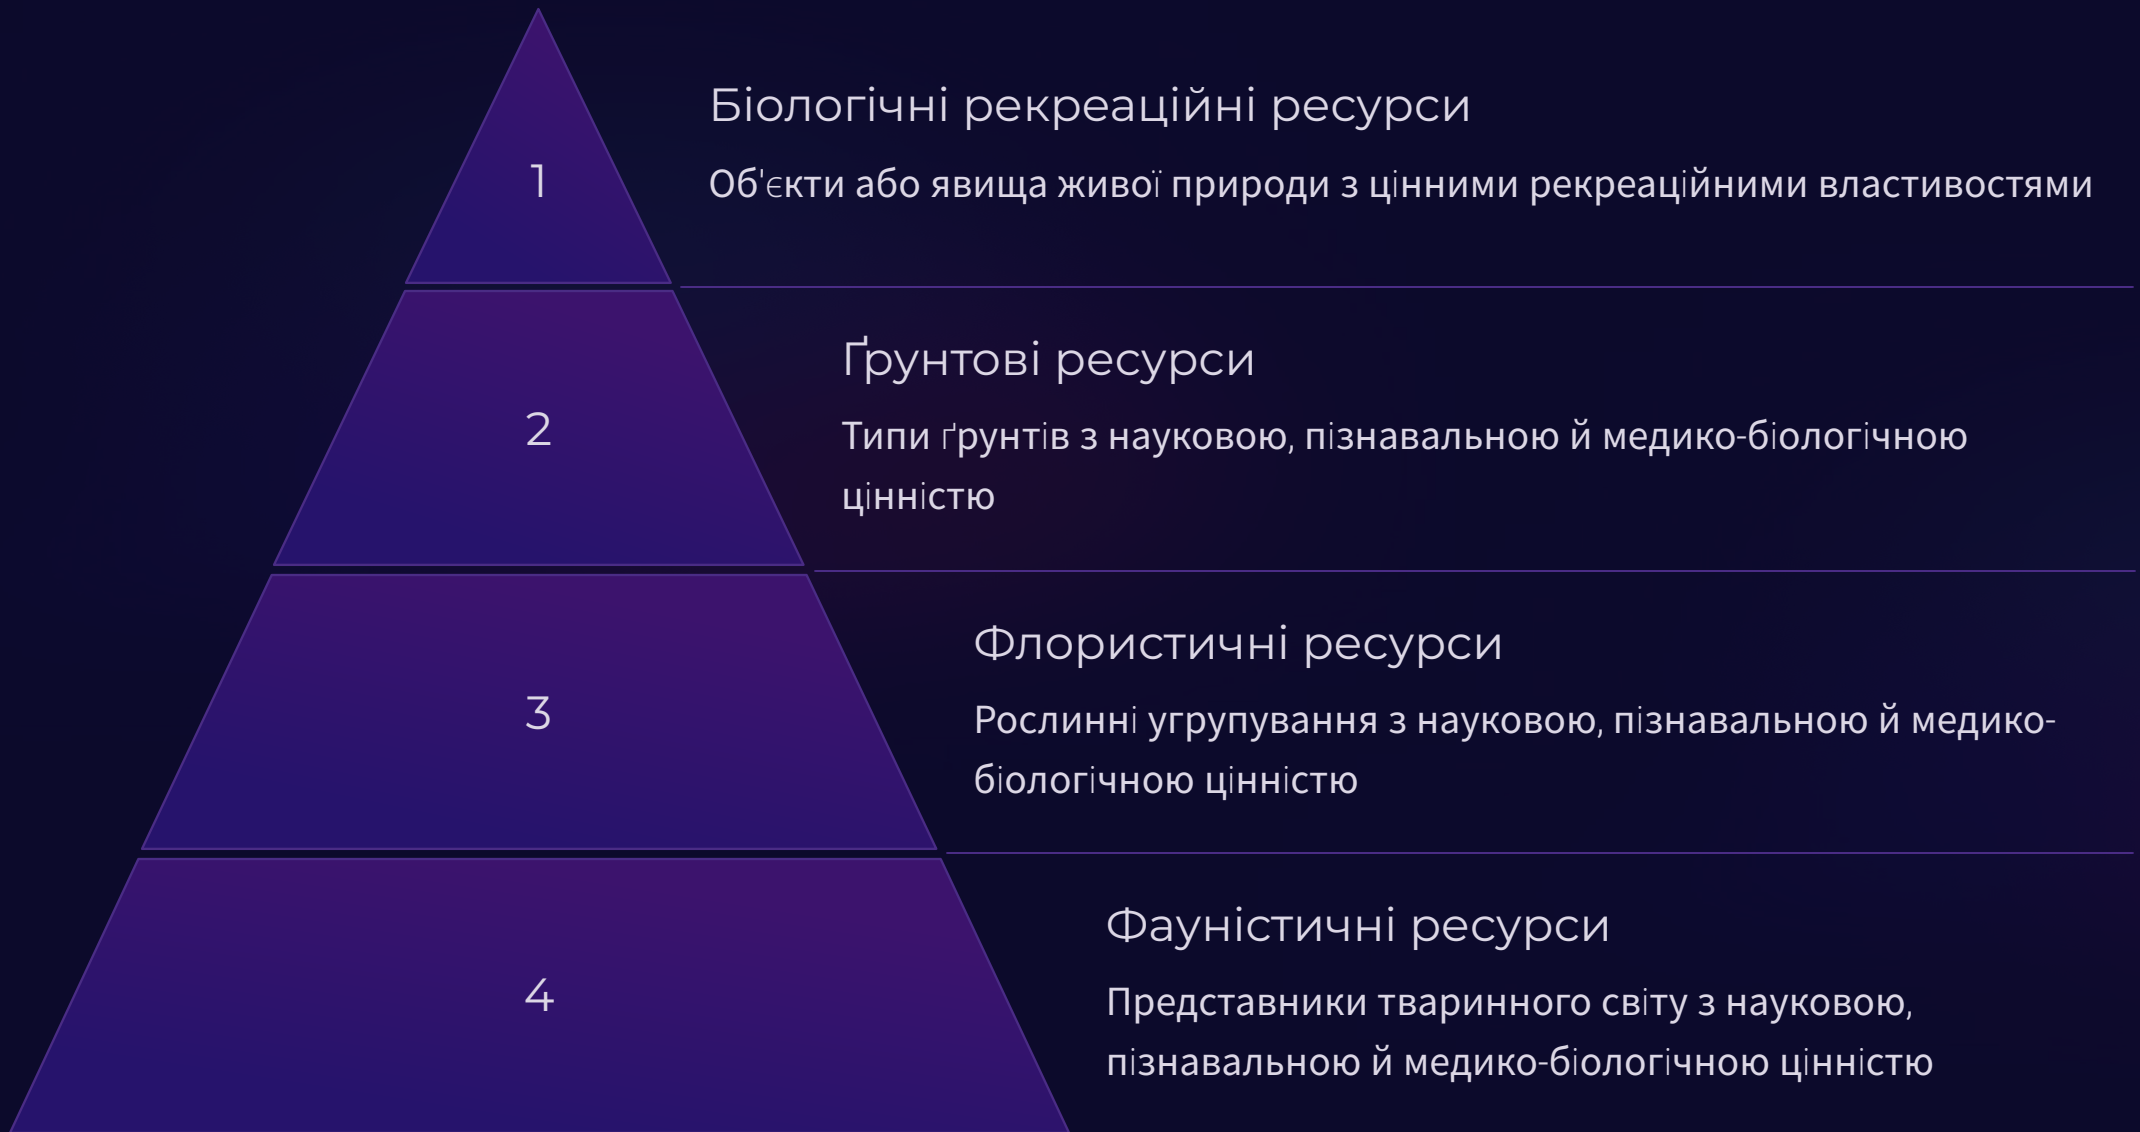 1
Біологічні рекреаційні ресурси
Об'єкти або явища живої природи з цінними рекреаційними властивостями
2
Ґрунтові ресурси
Типи ґрунтів з науковою, пізнавальною й медико-біологічною
цінністю
3
Флористичні ресурси
Рослинні угрупування з науковою, пізнавальною й медико-
біологічною цінністю
4
Фауністичні ресурси
Представники тваринного світу з науковою,
пізнавальною й медико-біологічною цінністю